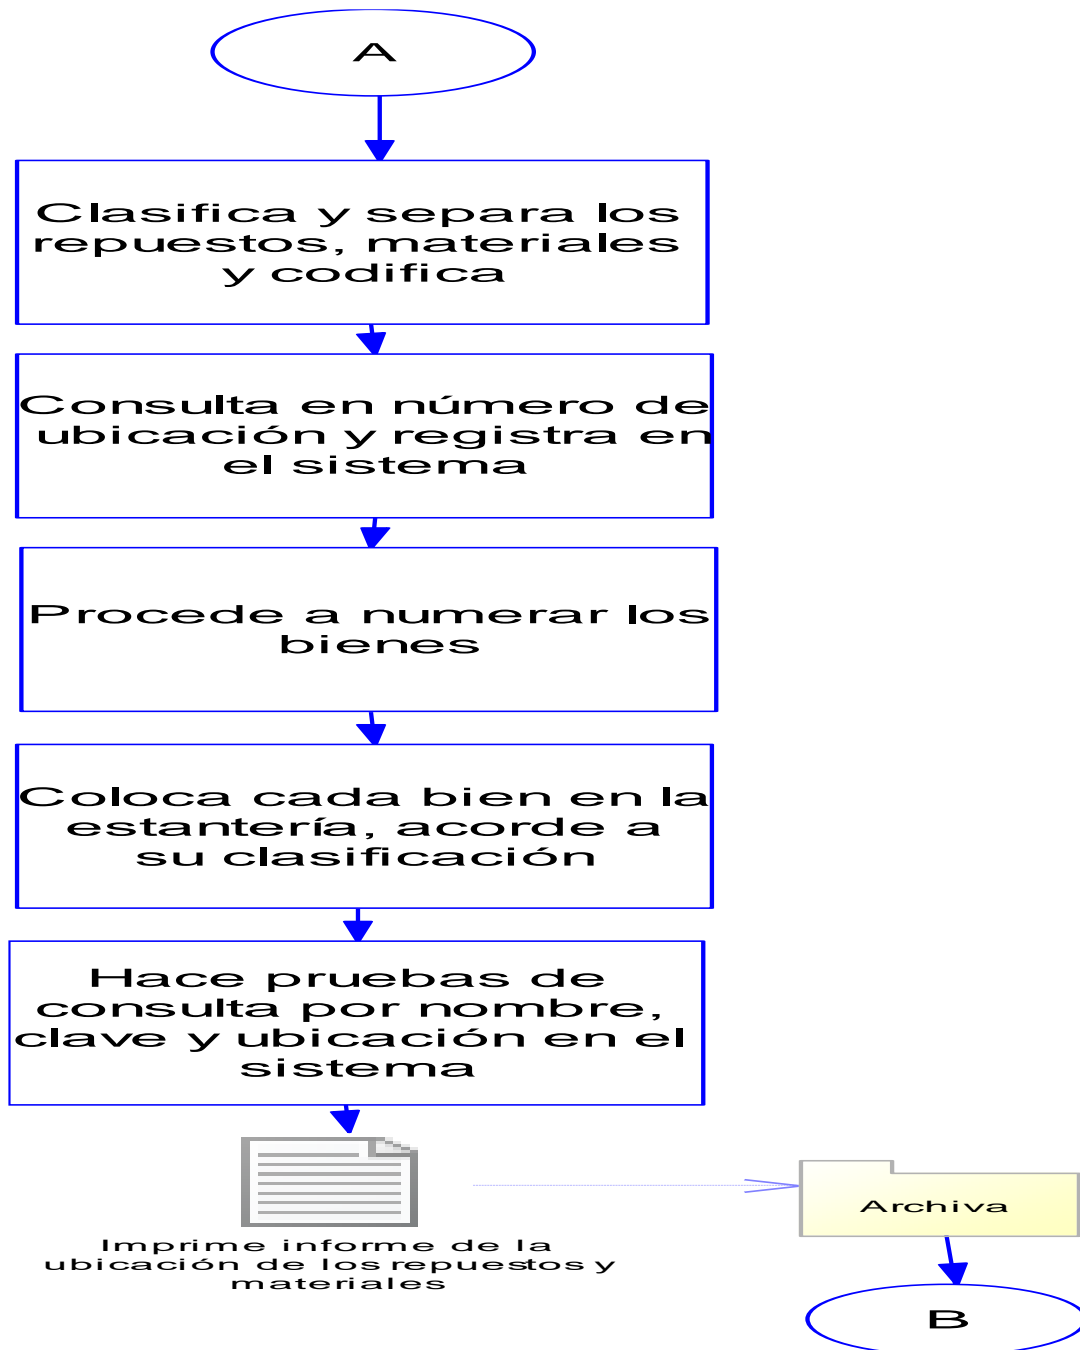 A
Clasifica y separa los
repuestos, materiales
y codifica
Consulta en número de
ubicación y registra en
el sistema
Procede a numerar los
bienes
Coloca cada bien en la
estantería, acorde a
su clasificación
Hace pruebas de
consulta por nombre,
clave y ubicación en el
sistema
Imprime informe de la
ubicación de los repuestos y
materiales
Archiva
B